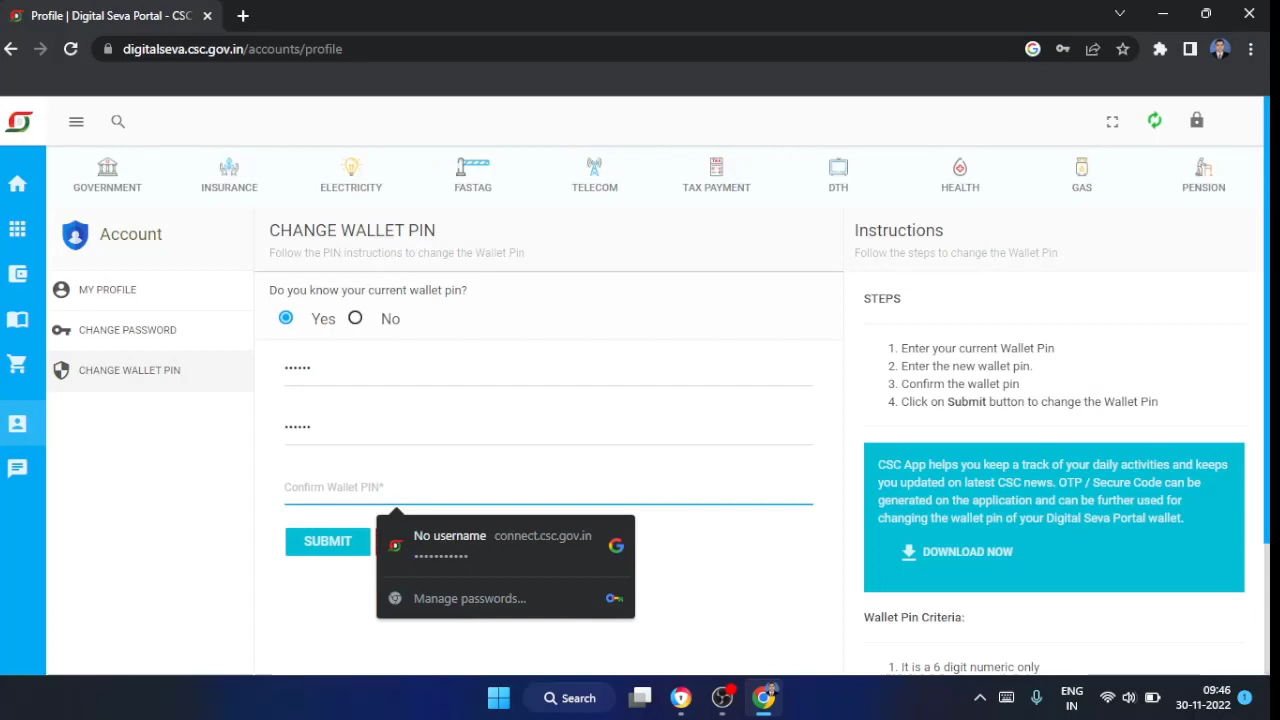 Profile | Digital Seva Portal - CSC
digitalseva.csc.gov.in/accounts/profile
GOVERNMENT
INSURANCE
ELECTRICITY
FASTAG
TELECOM
TAX PAYMENT
DTH
HEALTH
GAS
PENSION
Account
MY PROFILE
CHANGE PASSWORD
CHANGE WALLET PIN
CHANGE WALLET PIN
Follow the PIN instructions to change the Wallet Pin
Do you know your current wallet pin?
Yes No
••••••
••••••
Confirm Wallet PIN*
SUBMIT
No username connect.csc.gov.in
•••••••••••
Manage passwords...
Instructions
Follow the steps to change the Wallet Pin
STEPS
1. Enter your current Wallet Pin
2. Enter the new wallet pin.
3. Confirm the wallet pin
4. Click on Submit button to change the Wallet Pin
CSC App helps you keep a track of your daily activities and keeps
you updated on latest CSC news. OTP / Secure Code can be
generated on the application and can be further used for
changing the wallet pin of your Digital Seva Portal wallet.
DOWNLOAD NOW
Wallet Pin Criteria:
1. It is a 6 digit numeric only
Search
ENG
IN
09:46
30-11-2022
1